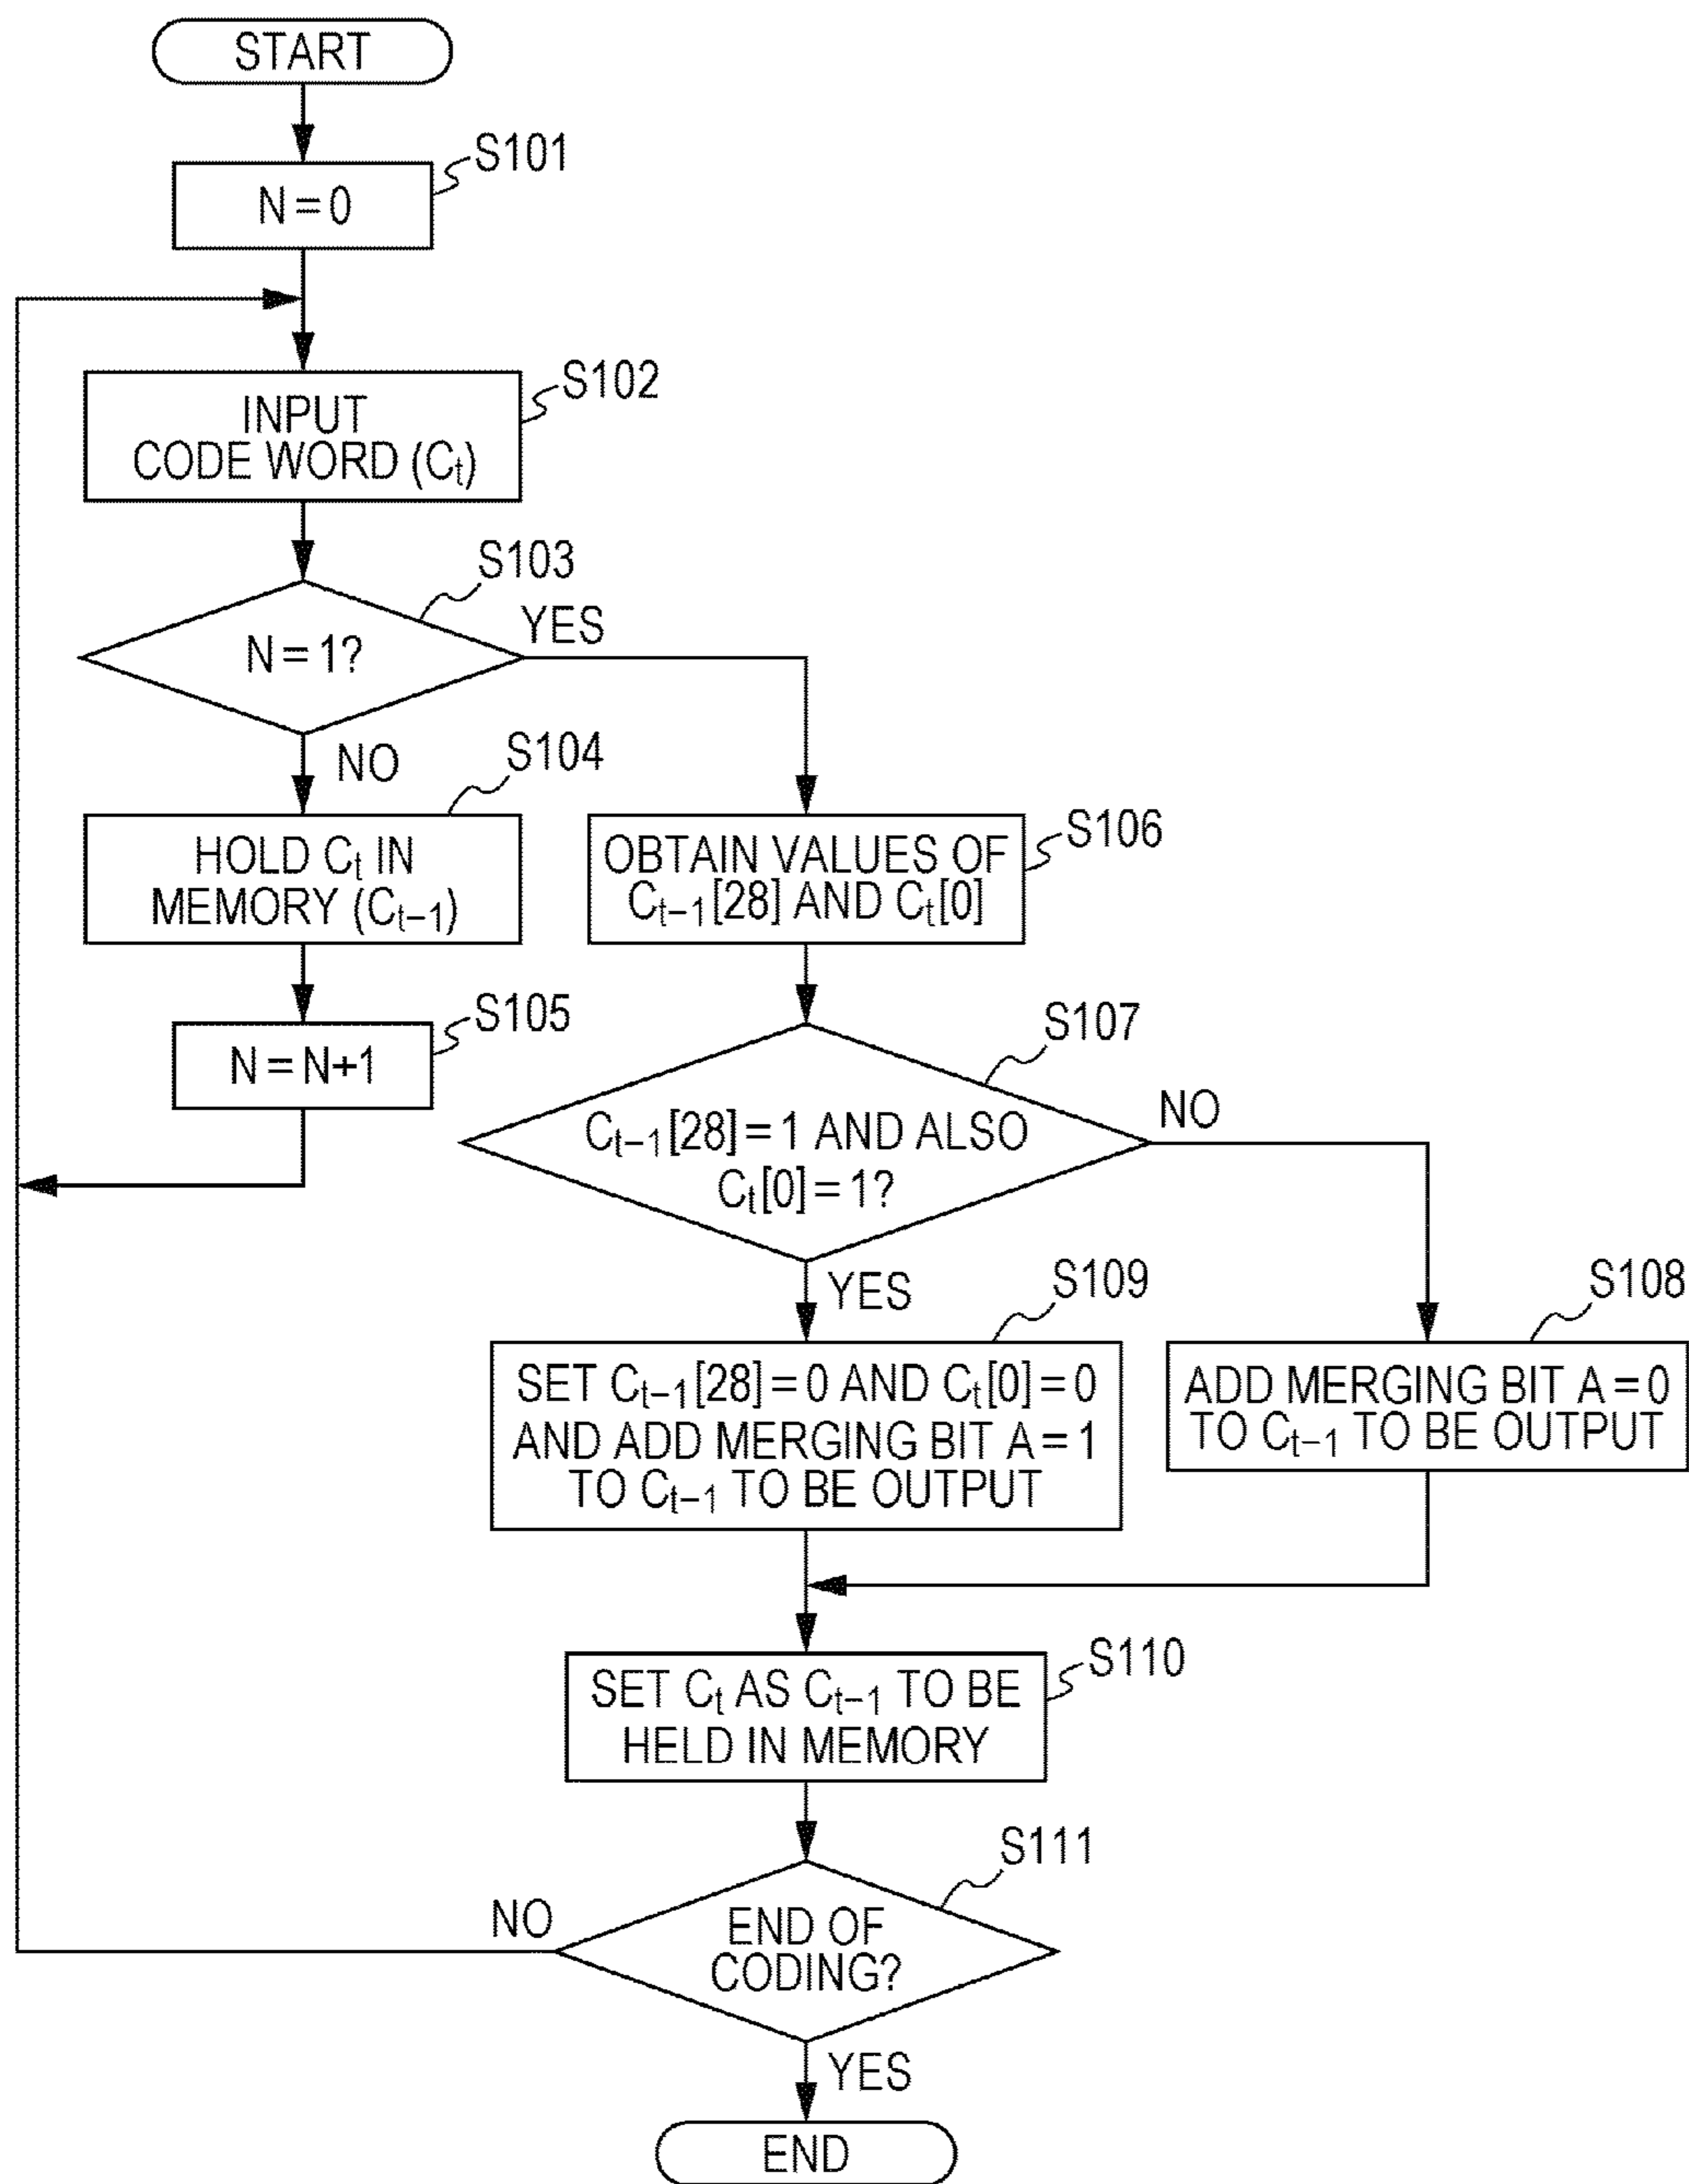 START
S101
N = 0
S102
INPUT
CODE WORD (Cₜ)
S103
N = 1?
YES
NO
S104
HOLD Cₜ IN
MEMORY (Cₜ₋₁)
S105
N = N+1
S106
OBTAIN VALUES OF
Cₜ₋₁[28] AND Cₜ[0]
S107
Cₜ₋₁[28] = 1 AND ALSO
Cₜ[0] = 1?
NO
YES
S109
SET Cₜ₋₁[28] = 0 AND Cₜ[0] = 0
AND ADD MERGING BIT A = 1
TO Cₜ₋₁ TO BE OUTPUT
S108
ADD MERGING BIT A = 0
TO Cₜ₋₁ TO BE OUTPUT
S110
SET Cₜ AS Cₜ₋₁ TO BE
HELD IN MEMORY
S111
NO
END OF
CODING?
YES
END